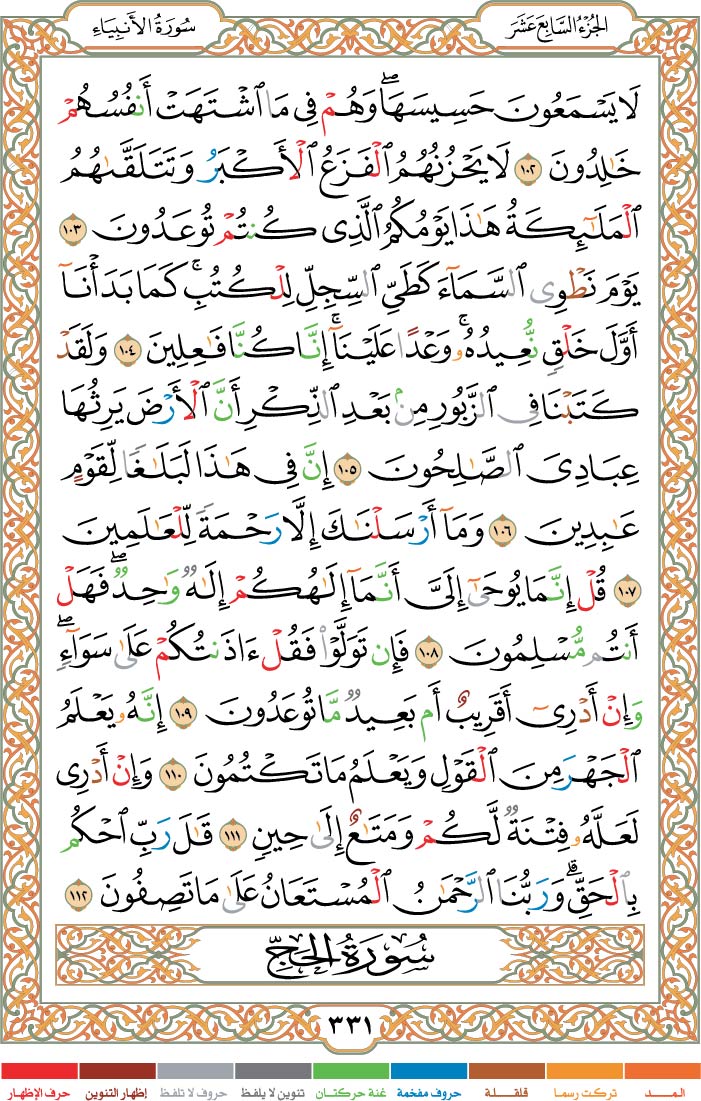 سُورَةُ الأَنبِيَاء
الجُزْءُ السَّابِعَ عَشَرَ
لَا يَسْمَعُونَ حَسِيسَهَا ۖ وَهُمْ فِي مَا ٱشْتَهَتْ أَنفُسُهُمْ
خَٰلِدُونَ ١٠٢ لَا يَحْزُنُهُمُ ٱلْفَزَعُ ٱلْأَكْبَرُ وَتَتَلَقَّىٰهُمُ
ٱلْمَلَٰٓئِكَةُ هَٰذَا يَوْمُكُمُ ٱلَّذِي كُنتُمْ تُوعَدُونَ ١٠٣
يَوْمَ نَطْوِي ٱلسَّمَآءَ كَطَيِّ ٱلسِّجِلِّ لِلْكُتُبِ ۚ كَمَا بَدَأْنَآ
أَوَّلَ خَلْقٍ نُّعِيدُهُۥ ۚ وَعْدًا عَلَيْنَآ ۚ إِنَّا كُنَّا فَٰعِلِينَ ١٠٤ وَلَقَدْ
كَتَبْنَا فِي ٱلزَّبُورِ مِنۢ بَعْدِ ٱلذِّكْرِ أَنَّ ٱلْأَرْضَ يَرِثُهَا
عِبَادِيَ ٱلصَّٰلِحُونَ ١٠٥ إِنَّ فِي هَٰذَا لَبَلَٰغًا لِّقَوْمٍ
عَٰبِدِينَ ١٠٦ وَمَآ أَرْسَلْنَٰكَ إِلَّا رَحْمَةً لِّلْعَٰلَمِينَ
١٠٧ قُلْ إِنَّمَا يُوحَىٰٓ إِلَيَّ أَنَّمَآ إِلَٰهُكُمْ إِلَٰهٌ وَٰحِدٌ ۖ فَهَلْ
أَنتُم مُّسْلِمُونَ ١٠٨ فَإِن تَوَلَّوْا۟ فَقُلْ ءَاذَنتُكُمْ عَلَىٰ سَوَآءٍ ۖ
وَإِنْ أَدْرِيٓ أَقَرِيبٌ أَم بَعِيدٌ مَّا تُوعَدُونَ ١٠٩ إِنَّهُۥ يَعْلَمُ
ٱلْجَهْرَ مِنَ ٱلْقَوْلِ وَيَعْلَمُ مَا تَكْتُمُونَ ١١٠ وَإِنْ أَدْرِي
لَعَلَّهُۥ فِتْنَةٌ لَّكُمْ وَمَتَٰعٌ إِلَىٰ حِينٍ ١١١ قَٰلَ رَبِّ ٱحْكُم
بِٱلْحَقِّ ۗ وَرَبُّنَا ٱلرَّحْمَٰنُ ٱلْمُسْتَعَانُ عَلَىٰ مَا تَصِفُونَ ١١٢
سُورَةُ الحَجِّ
٣٣١
المـــد تركت رسما قلقـــلة حروف مفخمة غنة حركتـان تنوين لا يلفظ حروف لا تلفظ إظهار التنوين حرف الإظهار